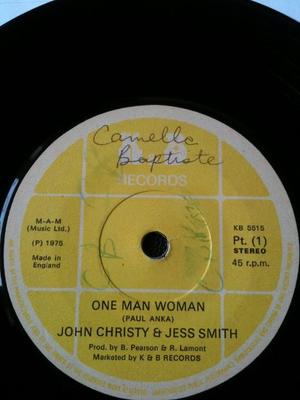 Camello
Baptiste
RECORDS
M-A-M
(Music Ltd.)
(P) 1975
Made in
England
KB 5515
Pt. (1)
STEREO
45 r.p.m.
ONE MAN WOMAN
(PAUL ANKA)
JOHN CHRISTY & JESS SMITH
Prod. by B. Pearson & R. Lamont
Marketed by K & B RECORDS